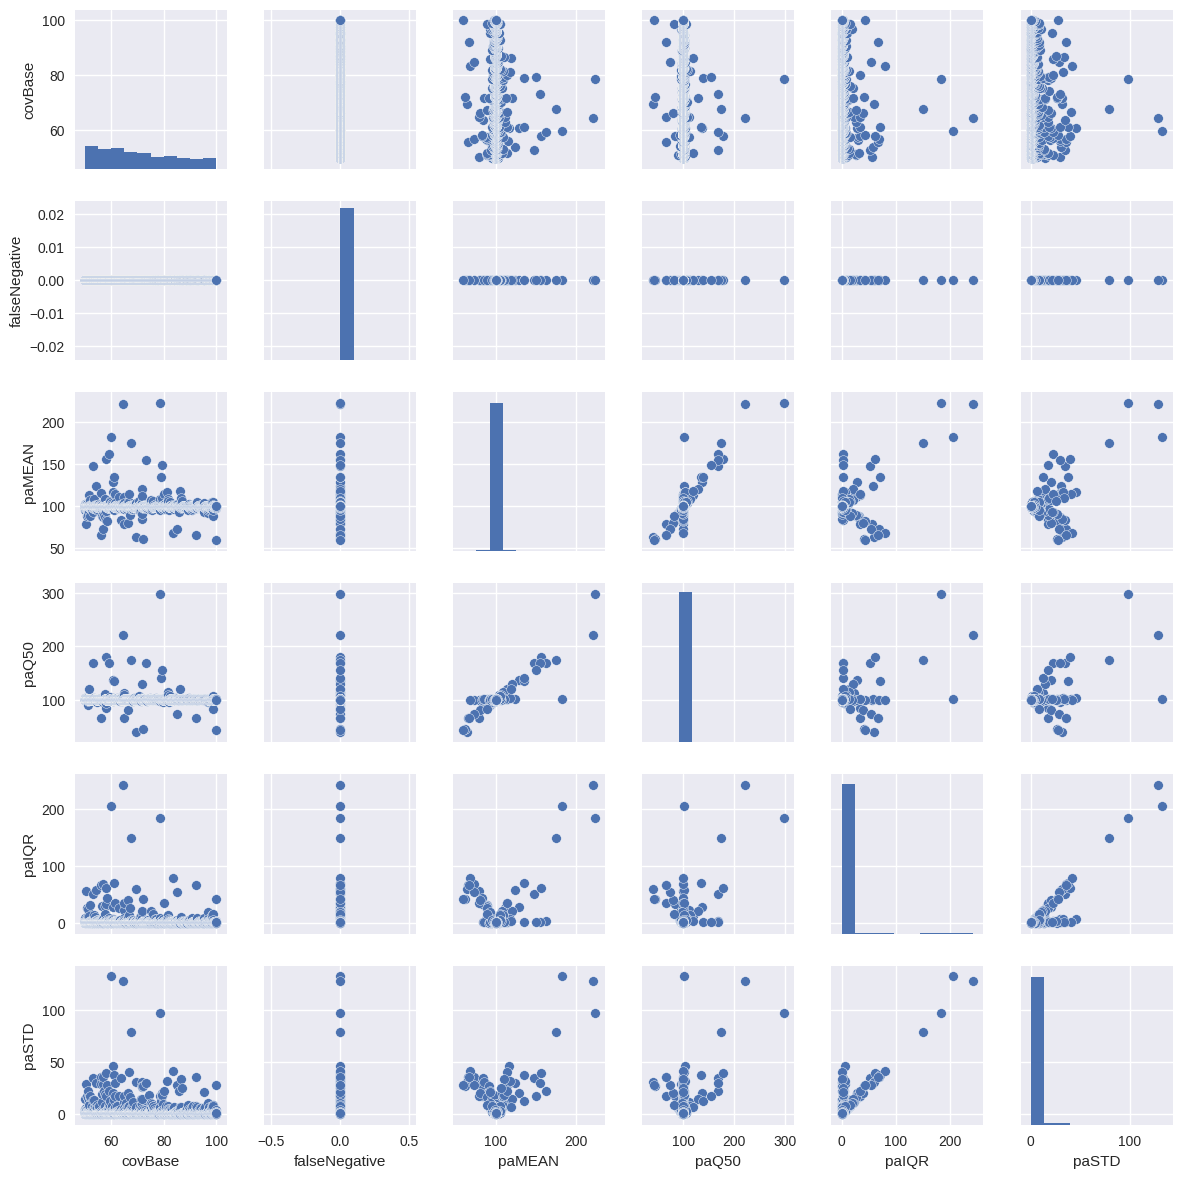 100
80
60
covBase
0.02
0.01
0.00
−0.01
−0.02
falseNegative
200
150
100
50
paMEAN
300
200
100
paQ50
200
100
0
paIQR
100
50
0
paSTD
60 80 100 −0.5 0.0 0.5 100 200 100 200 300 0 100 200 0 100
covBase falseNegative paMEAN paQ50 paIQR paSTD